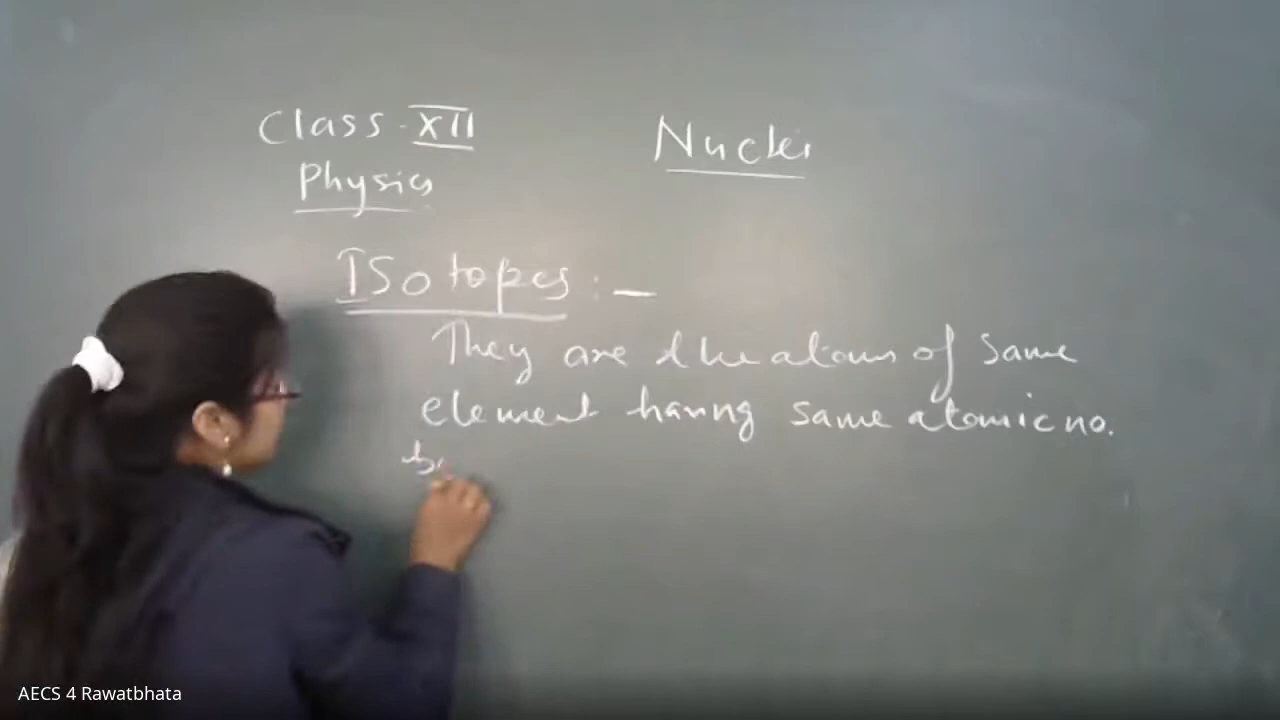 Class - XII
Nuclei
Physics
Isotopes : -
They are the atoms of same
element having same atomic no.
AECS 4 Rawatbhata